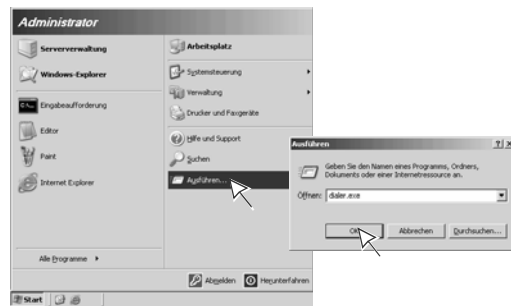 Administrator
Serververwaltung
Windows-Explorer
Eingabeaufforderung
Editor
Paint
Internet Explorer
Alle Programme
Arbeitsplatz
Systemsteuerung
Verwaltung
Drucker und Faxgeräte
Hilfe und Support
Suchen
Ausführen...
Abmelden Herunterfahren
Start
Ausführen
Geben Sie den Namen eines Programms, Ordners,
Dokuments oder einer Internetressource an.
Öffnen: dialer.exe
OK Abbrechen Durchsuchen...